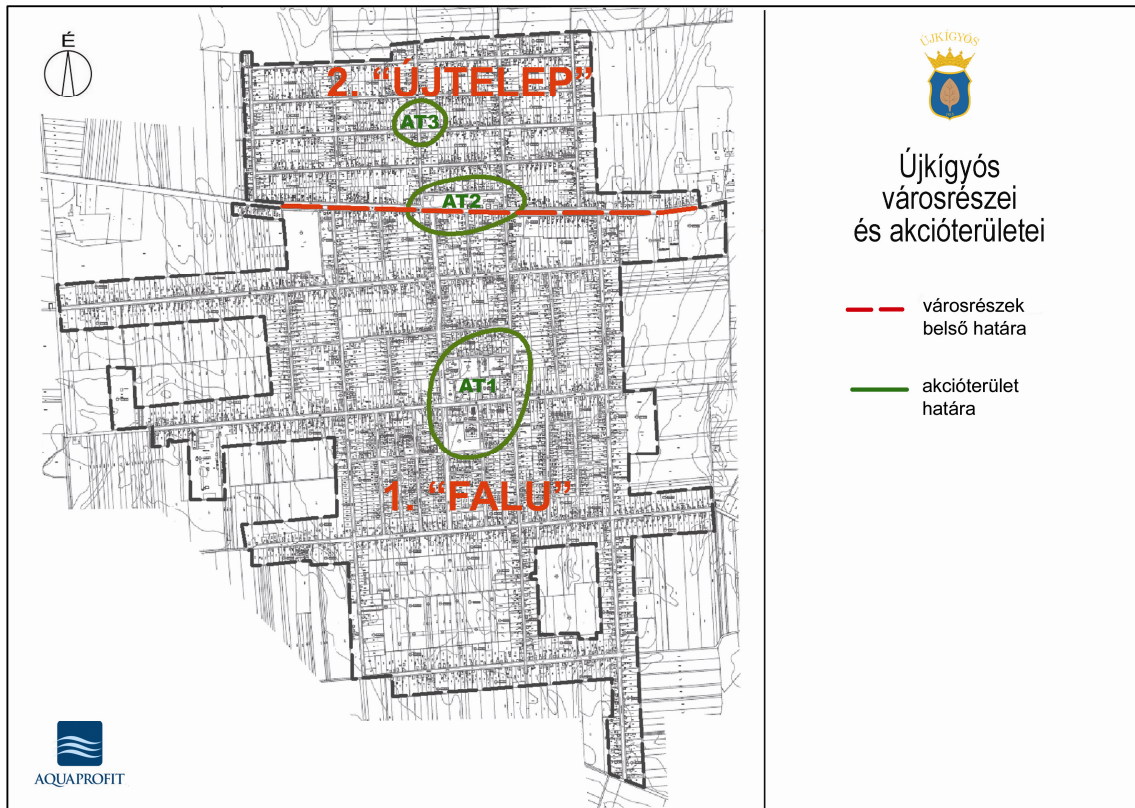 É
2. “ÚJTELEP”
AT3
AT2
AT1
1. “FALU”
AQUAPROFIT
ÚJKÍGYÓS
Újkígyós
városrészei
és akcióterületei
városrészek
belső határa
akcióterület
határa